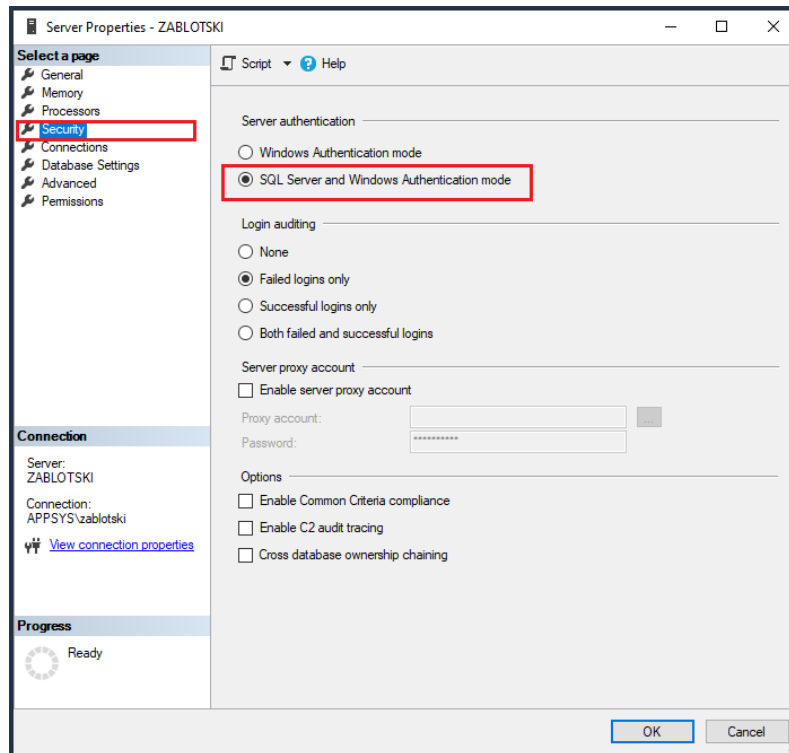 Server Properties - ZABLOTSKI
Select a page
General
Memory
Processors
Security
Connections
Database Settings
Advanced
Permissions
Connection
Server:
ZABLOTSKI
Connection:
APPSYS\zablotski
View connection properties
Progress
Ready
Script
Help
Server authentication
Windows Authentication mode
SQL Server and Windows Authentication mode
Login auditing
None
Failed logins only
Successful logins only
Both failed and successful logins
Server proxy account
Enable server proxy account
Proxy account:
...
Password: **********
Options
Enable Common Criteria compliance
Enable C2 audit tracing
Cross database ownership chaining
OK Cancel